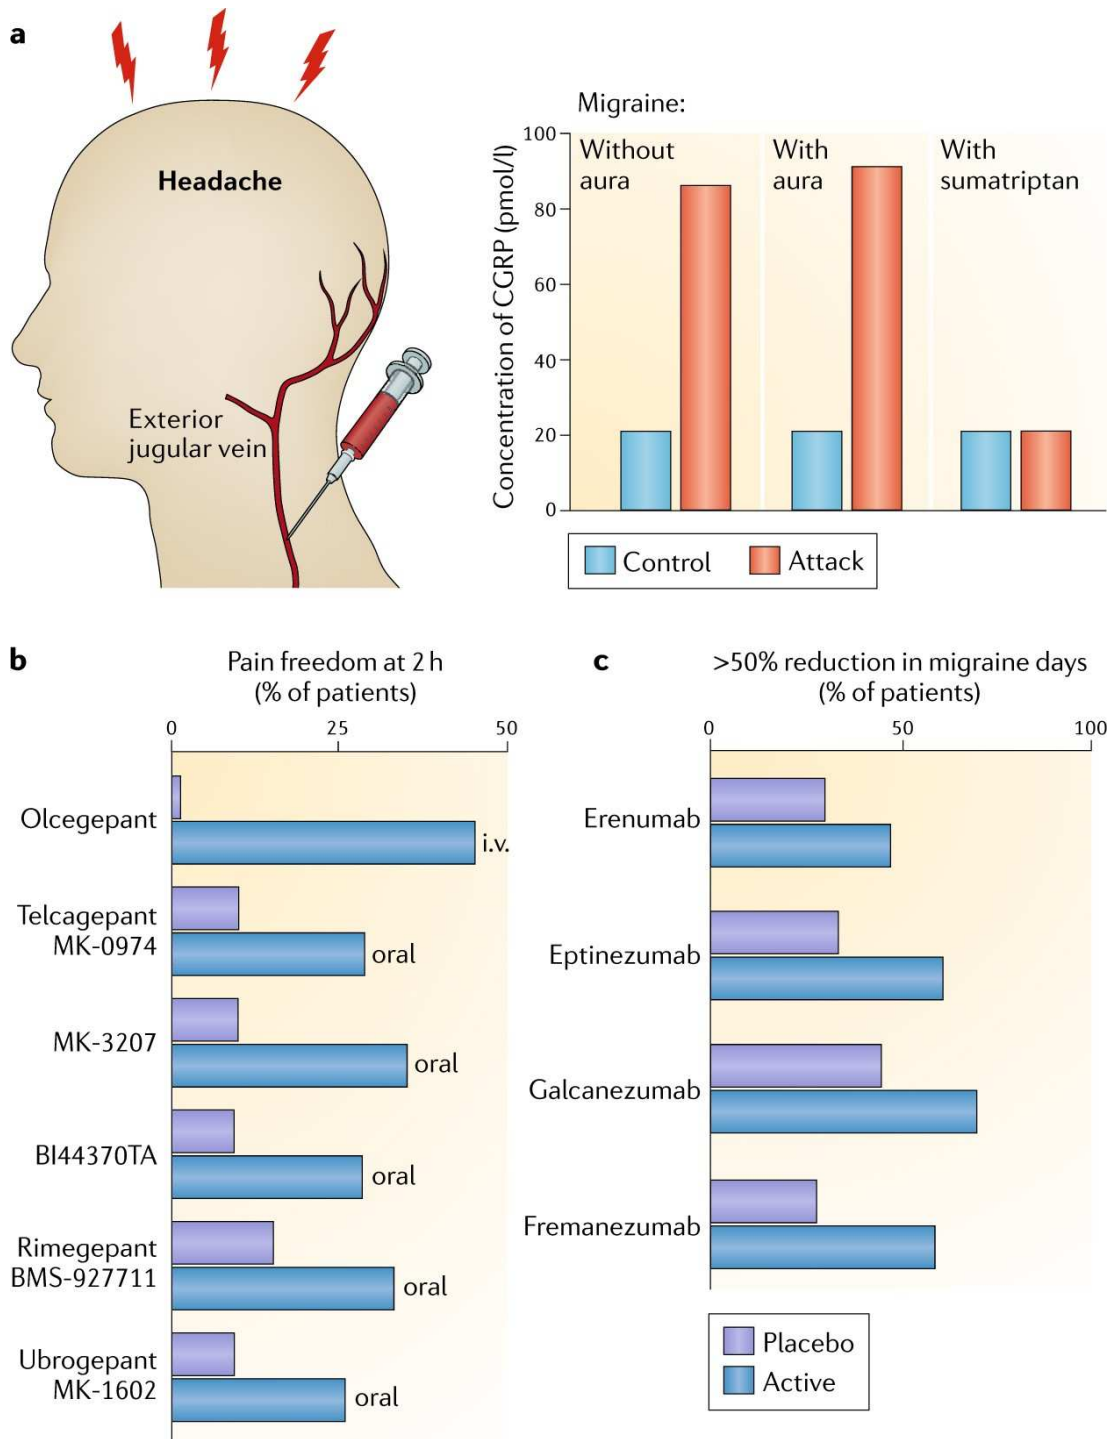 a
Headache
Exterior
jugular vein
Migraine:
Concentration of CGRP (pmol/l)
100
80
60
40
20
0
Without
aura
With
aura
With
sumatriptan
Control
Attack
b
Pain freedom at 2 h
(% of patients)
0
25
50
Olcegepant
i.v.
Telcagepant
MK-0974
oral
MK-3207
oral
BI44370TA
oral
Rimegepant
BMS-927711
oral
Ubrogepant
MK-1602
oral
c
>50% reduction in migraine days
(% of patients)
0
50
100
Erenumab
Eptinezumab
Galcanezumab
Fremanezumab
Placebo
Active